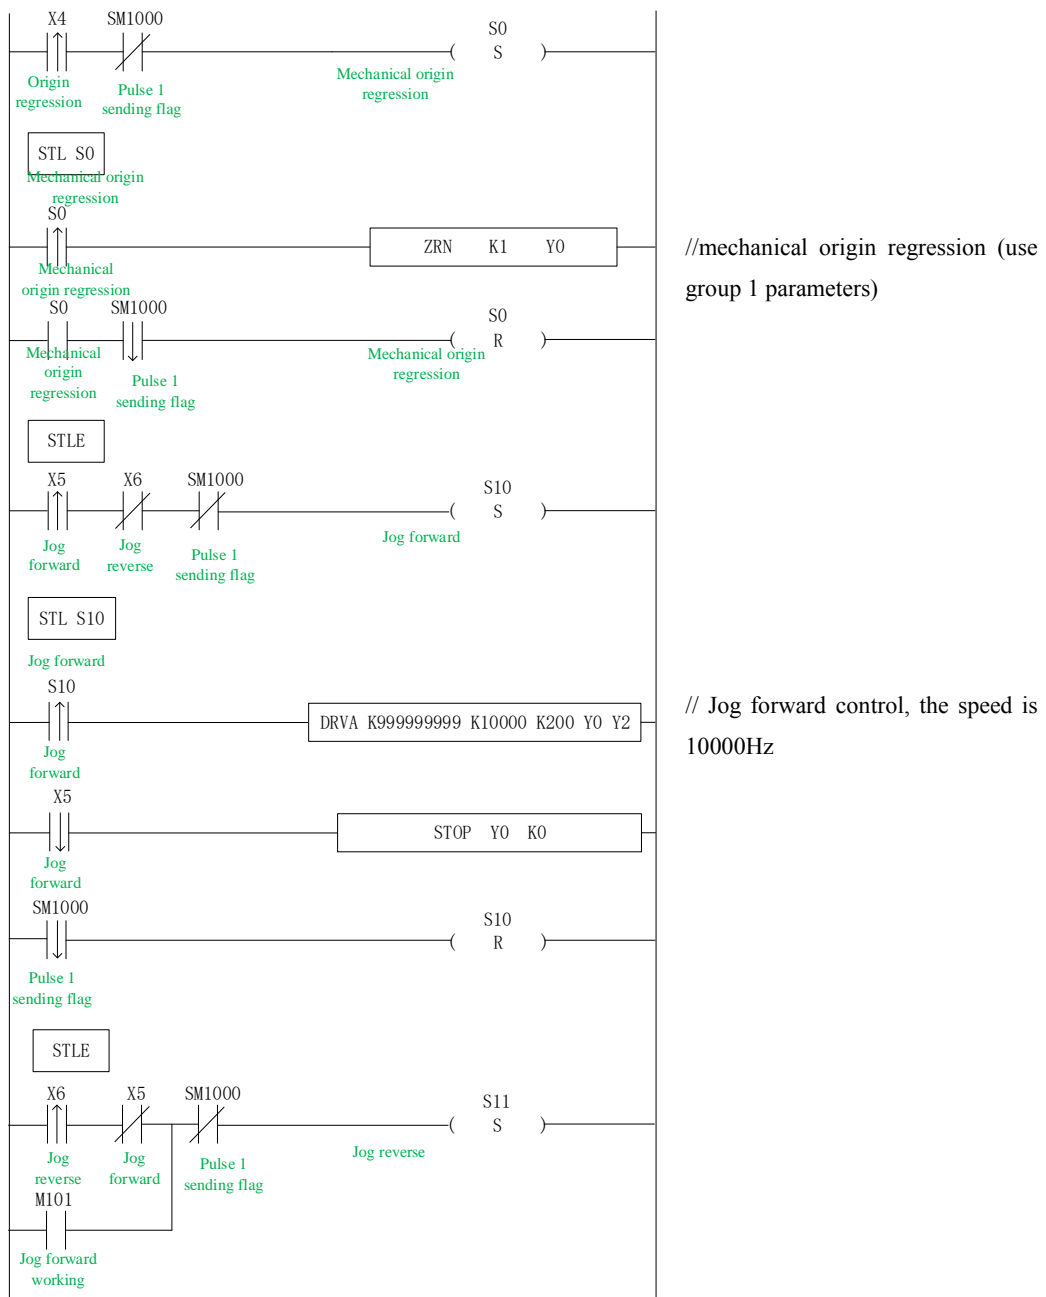 X4 SM1000
S0
( S )
Origin
regression
Pulse 1
sending flag
Mechanical origin
regression
STL S0
Mechanical origin
regression
S0
ZRN K1 Y0
//mechanical origin regression (use
group 1 parameters)
Mechanical
origin regression
S0 SM1000
S0
( R )
Mechanical
origin
regression
Pulse 1
sending flag
Mechanical origin
regression
STLE
X5 X6 SM1000
S10
( S )
Jog
forward
Jog
reverse
Pulse 1
sending flag
Jog forward
STL S10
Jog forward
S10
DRVA K999999999 K10000 K200 Y0 Y2
// Jog forward control, the speed is
10000Hz
Jog
forward
X5
STOP Y0 K0
Jog
forward
SM1000
S10
( R )
Pulse 1
sending flag
STLE
X6 X5 SM1000
S11
( S )
Jog
reverse
Jog
forward
Pulse 1
sending flag
Jog reverse
M101
Jog forward
working